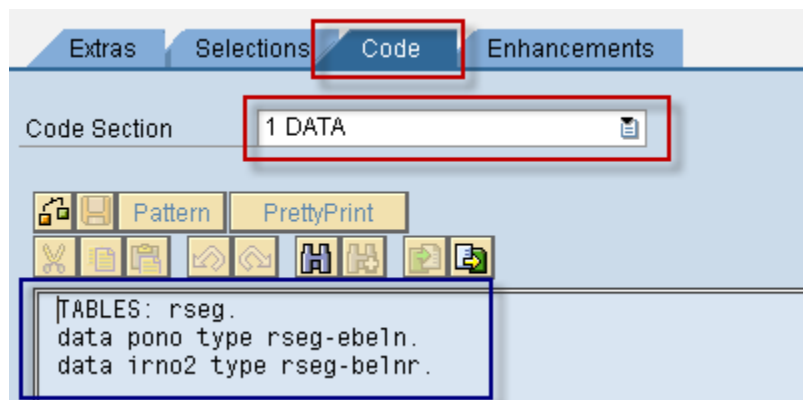 Extras Selections Code Enhancements
Code Section 1 DATA
Pattern PrettyPrint
TABLES: rseg.
data pono type rseg-ebeln.
data irno2 type rseg-belnr.